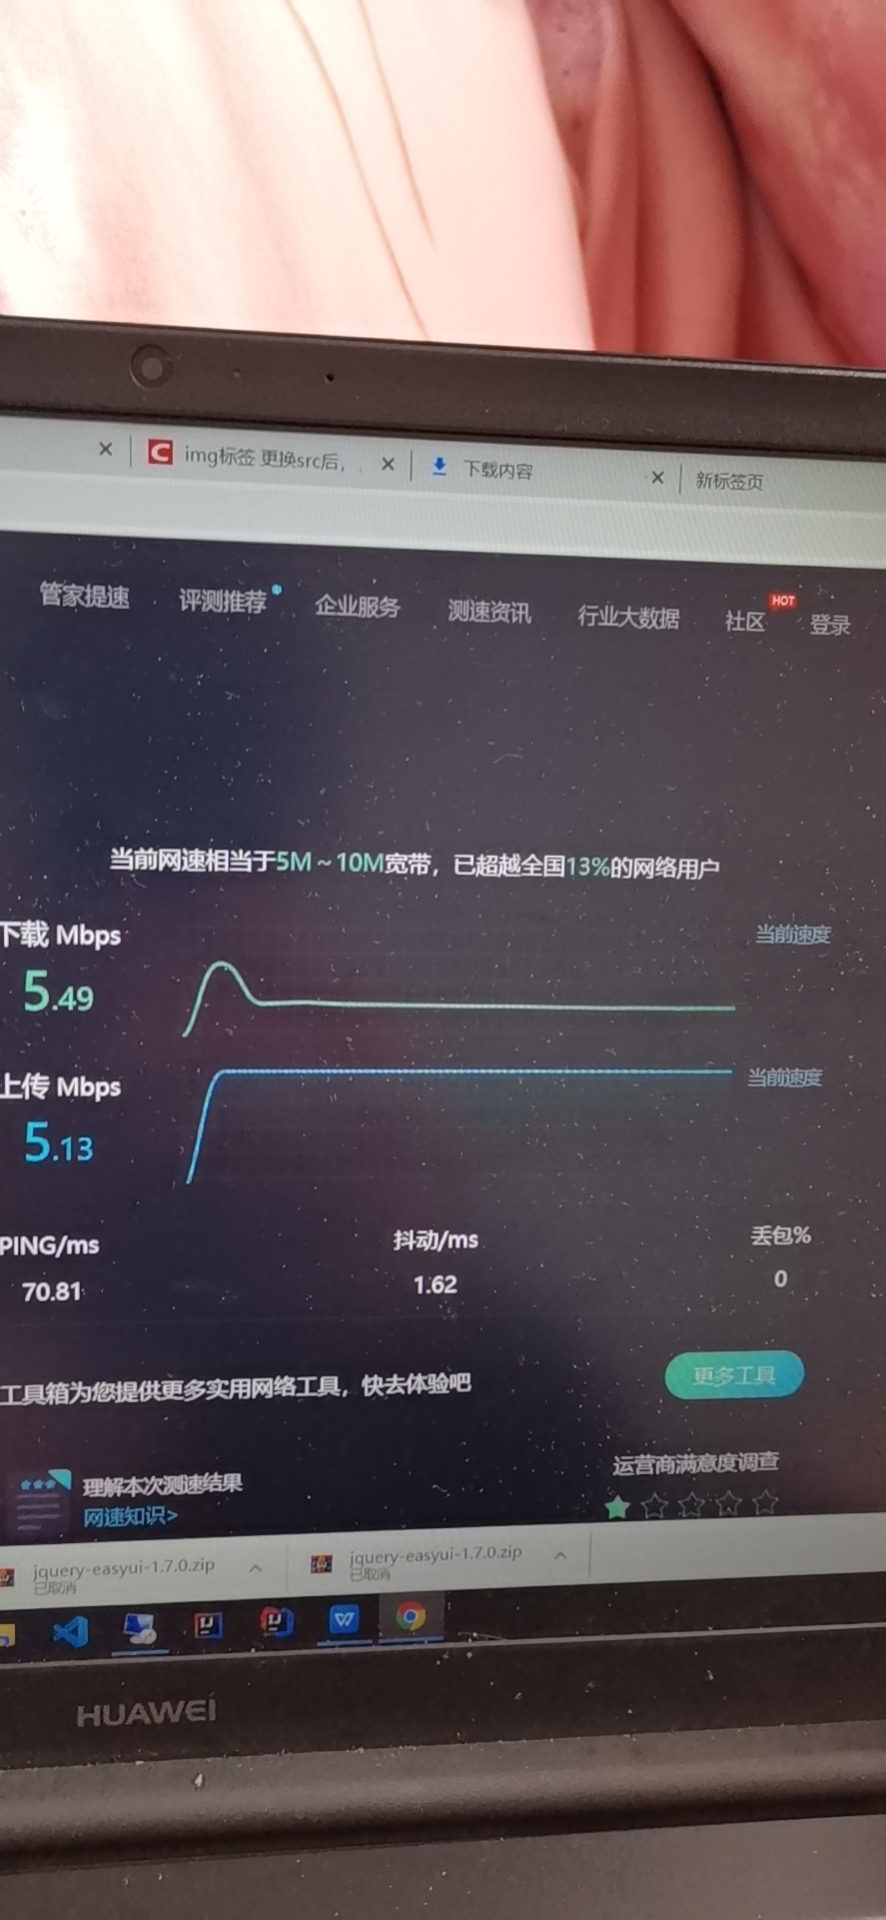 img标签 更换src后,
下载内容
新标签页
管家提速
评测推荐
企业服务
测速资讯
行业大数据
社区
HOT
登录
当前网速相当于5M~10M宽带，已超越全国13%的网络用户
下载 Mbps
当前速度
5.49
上传 Mbps
当前速度
5.13
PING/ms
抖动/ms
丢包%
70.81
1.62
0
工具箱为您提供更多实用网络工具，快去体验吧
更多工具
理解本次测速结果
网速知识>
运营商满意度调查
jquery-easyui-1.7.0.zip
已取消
jquery-easyui-1.7.0.zip
已取消
HUAWEI